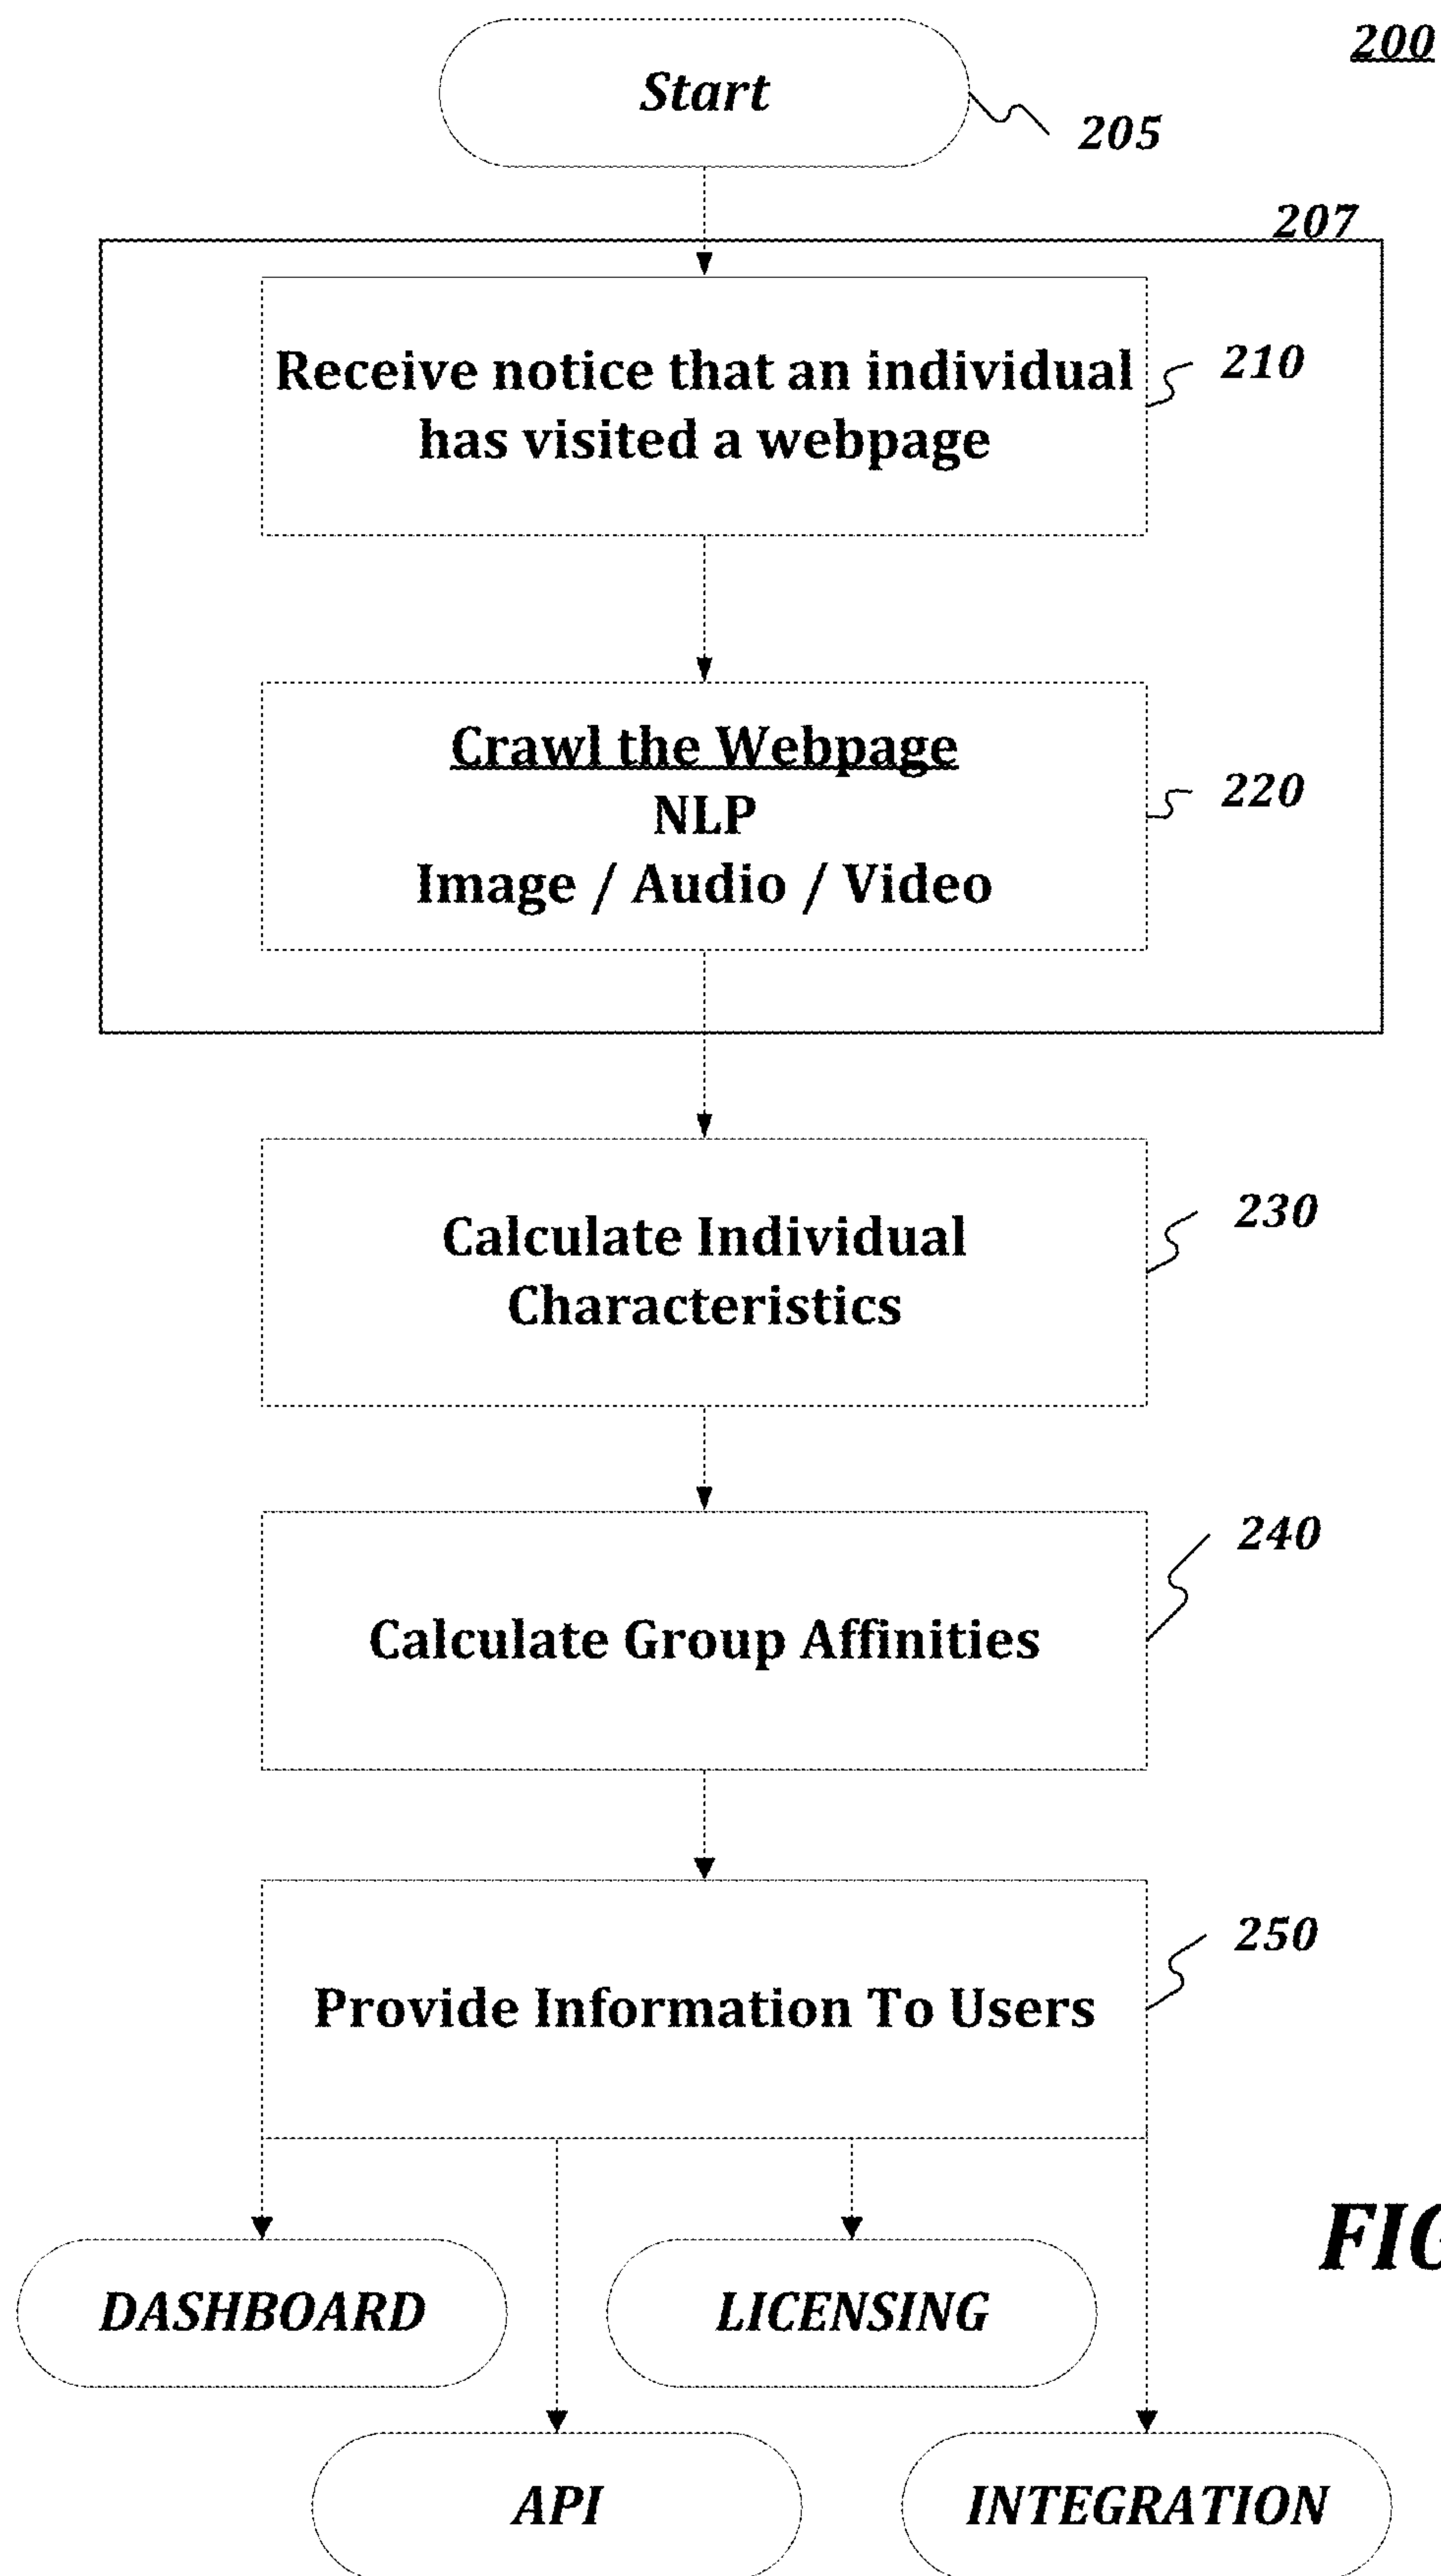 200
Start
205
207
Receive notice that an individual
has visited a webpage
210
Crawl the Webpage
NLP
Image / Audio / Video
220
Calculate Individual
Characteristics
230
Calculate Group Affinities
240
Provide Information To Users
250
DASHBOARD
LICENSING
API
INTEGRATION